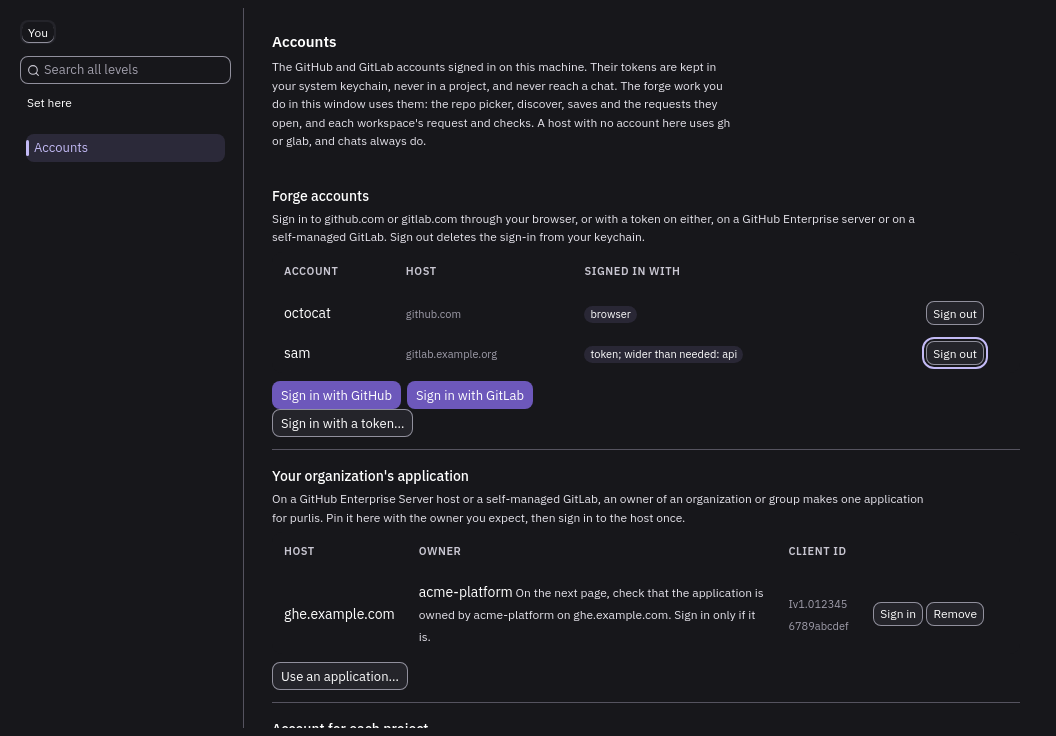 You
Search all levels
Set here
Accounts
Accounts
The GitHub and GitLab accounts signed in on this machine. Their tokens are kept in
your system keychain, never in a project, and never reach a chat. The forge work you
do in this window uses them: the repo picker, discover, saves and the requests they
open, and each workspace's request and checks. A host with no account here uses gh
or glab, and chats always do.
Forge accounts
Sign in to github.com or gitlab.com through your browser, or with a token on either, on a GitHub Enterprise server or on a
self-managed GitLab. Sign out deletes the sign-in from your keychain.
ACCOUNT HOST SIGNED IN WITH
octocat github.com browser Sign out
sam gitlab.example.org token; wider than needed: api Sign out
Sign in with GitHub Sign in with GitLab
Sign in with a token...
Your organization's application
On a GitHub Enterprise Server host or a self-managed GitLab, an owner of an organization or group makes one application
for purlis. Pin it here with the owner you expect, then sign in to the host once.
HOST OWNER CLIENT ID
ghe.example.com acme-platform On the next page, check that the application is
owned by acme-platform on ghe.example.com. Sign in only if it
is.
Iv1.012345
6789abcdef
Sign in Remove
Use an application...
Account for each project